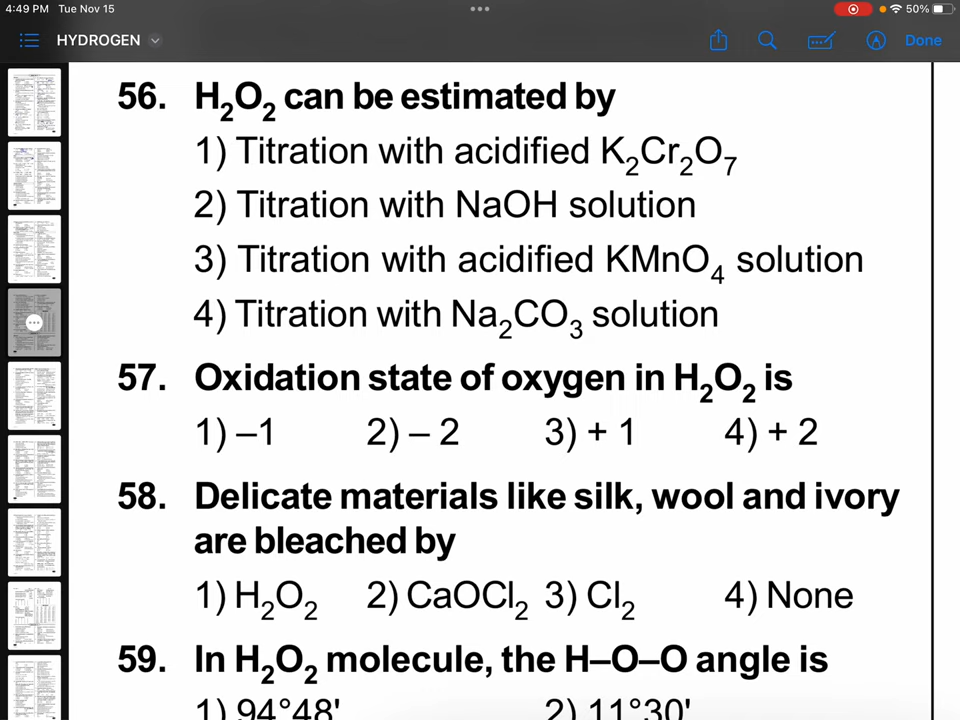 4:49 PM Tue Nov 15
50%
HYDROGEN
Done
56. H₂O₂ can be estimated by
1) Titration with acidified K₂Cr₂O₇
2) Titration with NaOH solution
3) Titration with acidified KMnO₄ solution
4) Titration with Na₂CO₃ solution
57. Oxidation state of oxygen in H₂O₂ is
1) –1 2) – 2 3) + 1 4) + 2
58. Delicate materials like silk, wool and ivory
are bleached by
1) H₂O₂ 2) CaOCl₂ 3) Cl₂ 4) None
59. In H₂O₂ molecule, the H–O–O angle is
1) 94°48' 2) 11°30'